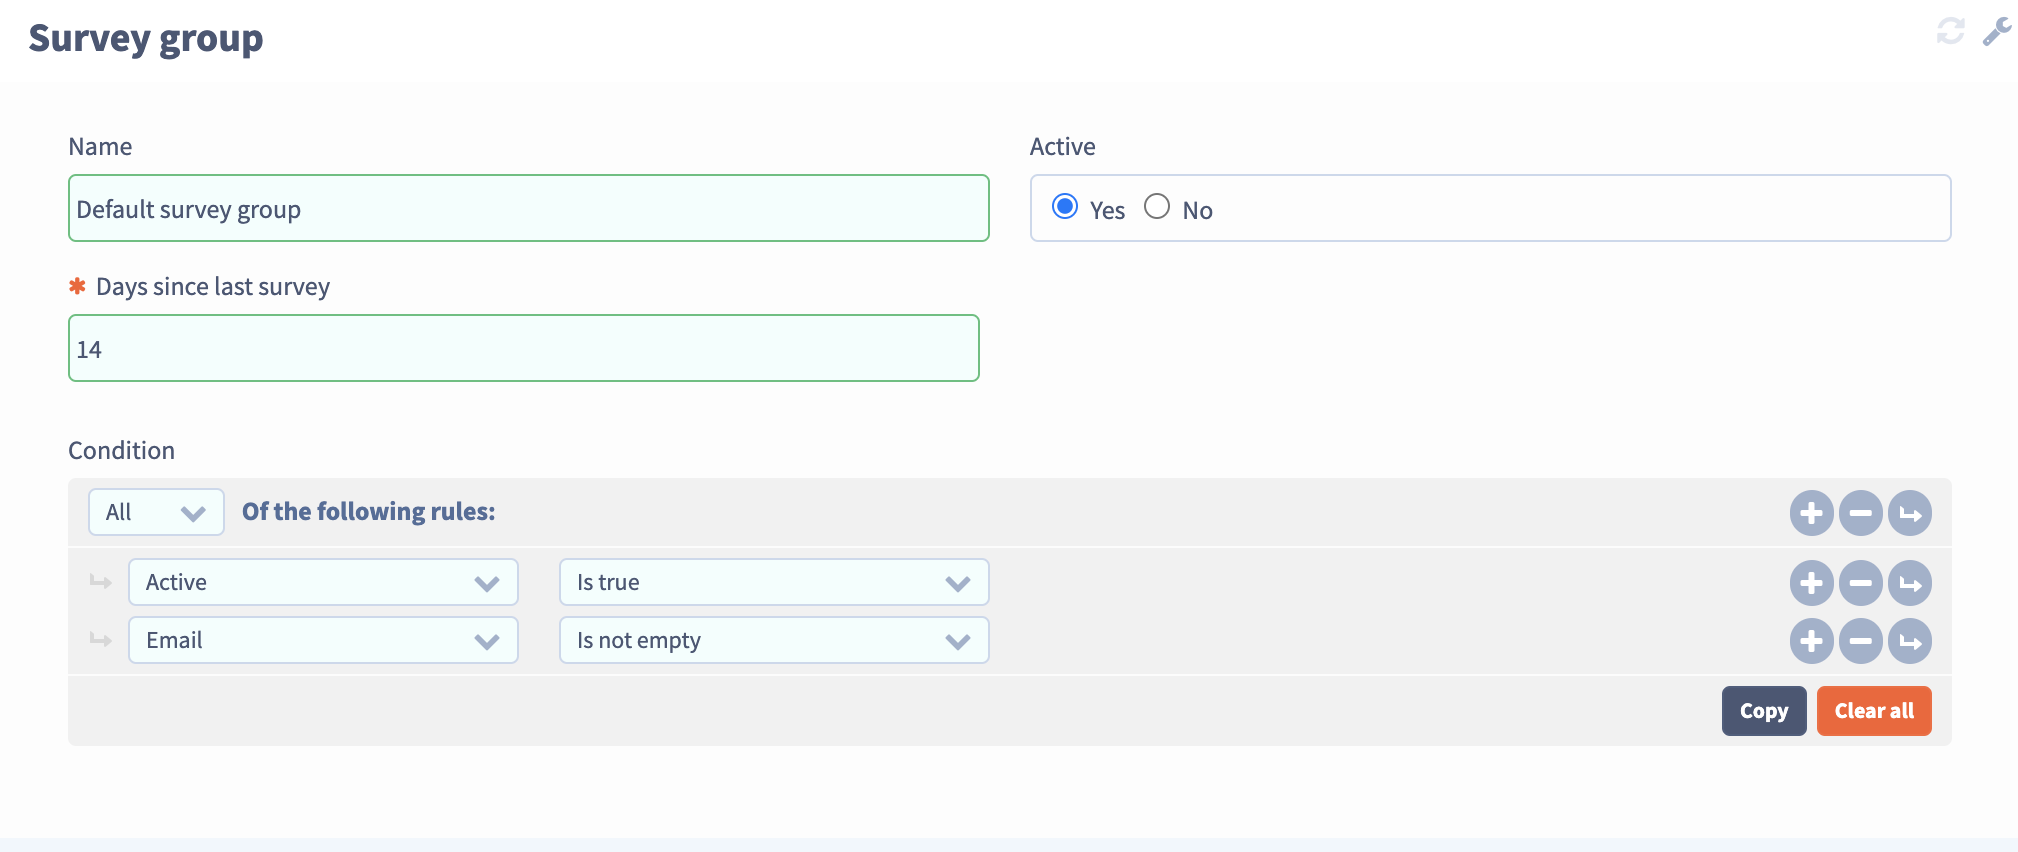 Survey group
Name
Active
Default survey group
Yes No
✱ Days since last survey
14
Condition
All Of the following rules:
Active Is true
Email Is not empty
Copy Clear all